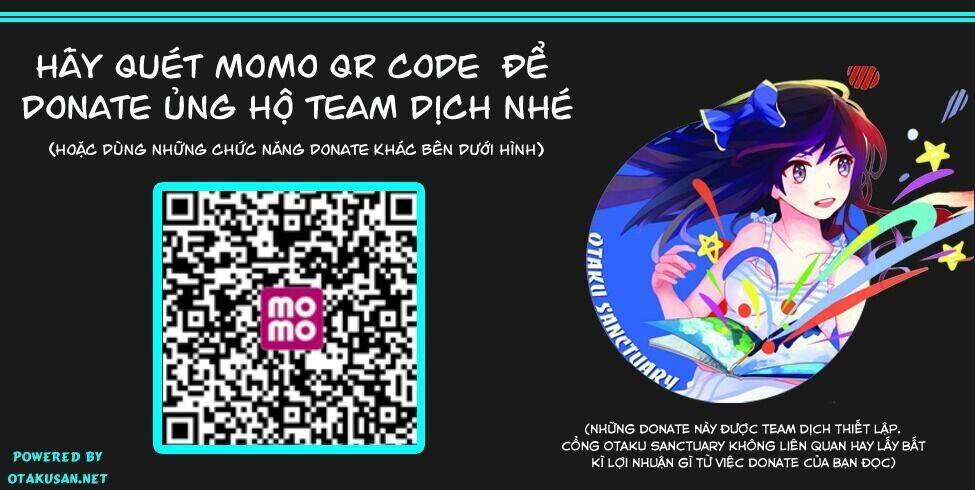 HÃY QUÉT MOMO QR CODE ĐỂ
DONATE ỦNG HỘ TEAM DỊCH NHÉ
(HOẶC DÙNG NHỮNG CHỨC NĂNG DONATE KHÁC BÊN DƯỚI HÌNH)
mo
mo
OTAKU SANCTUARY
(NHỮNG DONATE NÀY ĐƯỢC TEAM DỊCH THIẾT LẬP.
CỔNG OTAKU SANCTUARY KHÔNG LIÊN QUAN HAY LẤY BẤT
KÌ LỢI NHUẬN GÌ TỪ VIỆC DONATE CỦA BẠN ĐỌC)
POWERED BY
OTAKUSAN.NET